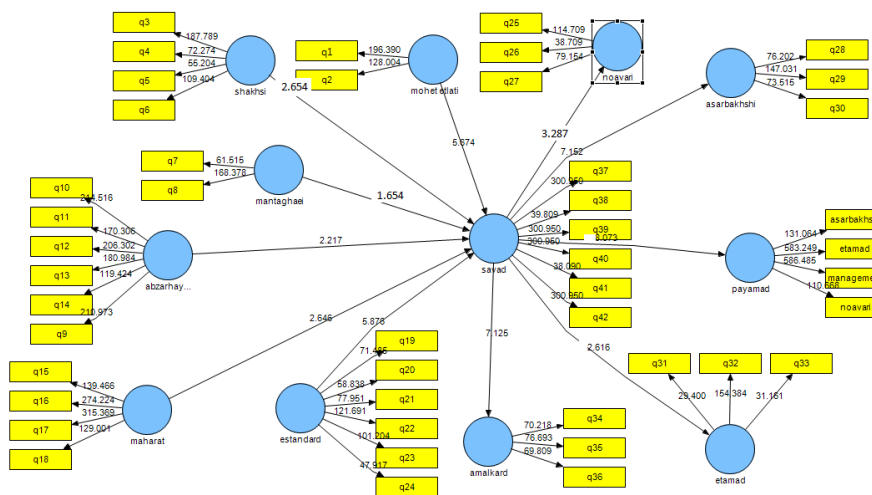 q3
q4
q5
q6
187.789
72.274
55.204
109.404
shakhsi
2.654
q1
q2
196.390
128.004
5.674
q25
q26
q27
114.709
38.709
79.154
noavari
3.287
asarbakhshi
76.202
147.031
73.515
q28
q29
q30
7.152
q7
q8
61.515
168.378
mantaghaei
1.654
q10
q11
q12
q13
q14
q9
170.306
206.302
180.984
119.424
210.973
abzarhay...
2.217
savad
q37
q38
q39
q40
q41
q42
300.950
39.809
300.950
300.950
38.090
300.950
8.073
payamad
131.064
583.249
586.485
110.668
asarbakhsh
etamad
manageme
noavari
q15
q16
q17
q18
139.466
274.224
315.369
129.001
maharat
2.646
5.876
estandard
71.485
58.838
77.951
121.691
101.204
47.917
q19
q20
q21
q22
q23
q24
7.125
amalkard
70.218
76.693
69.809
q34
q35
q36
2.616
q31
q32
q33
29.400
154.384
31.161
etamad